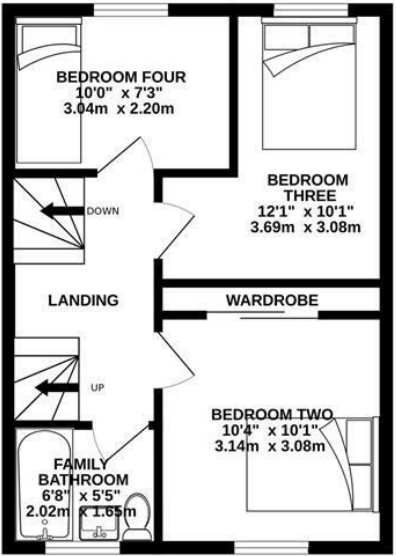 BEDROOM FOUR
10'0" x 7'3"
3.04m x 2.20m
BEDROOM
THREE
12'1" x 10'1"
3.69m x 3.08m
DOWN
LANDING
WARDROBE
UP
BEDROOM TWO
10'4" x 10'1"
3.14m x 3.08m
FAMILY
BATHROOM
6'8" x 5'5"
2.02m x 1.65m